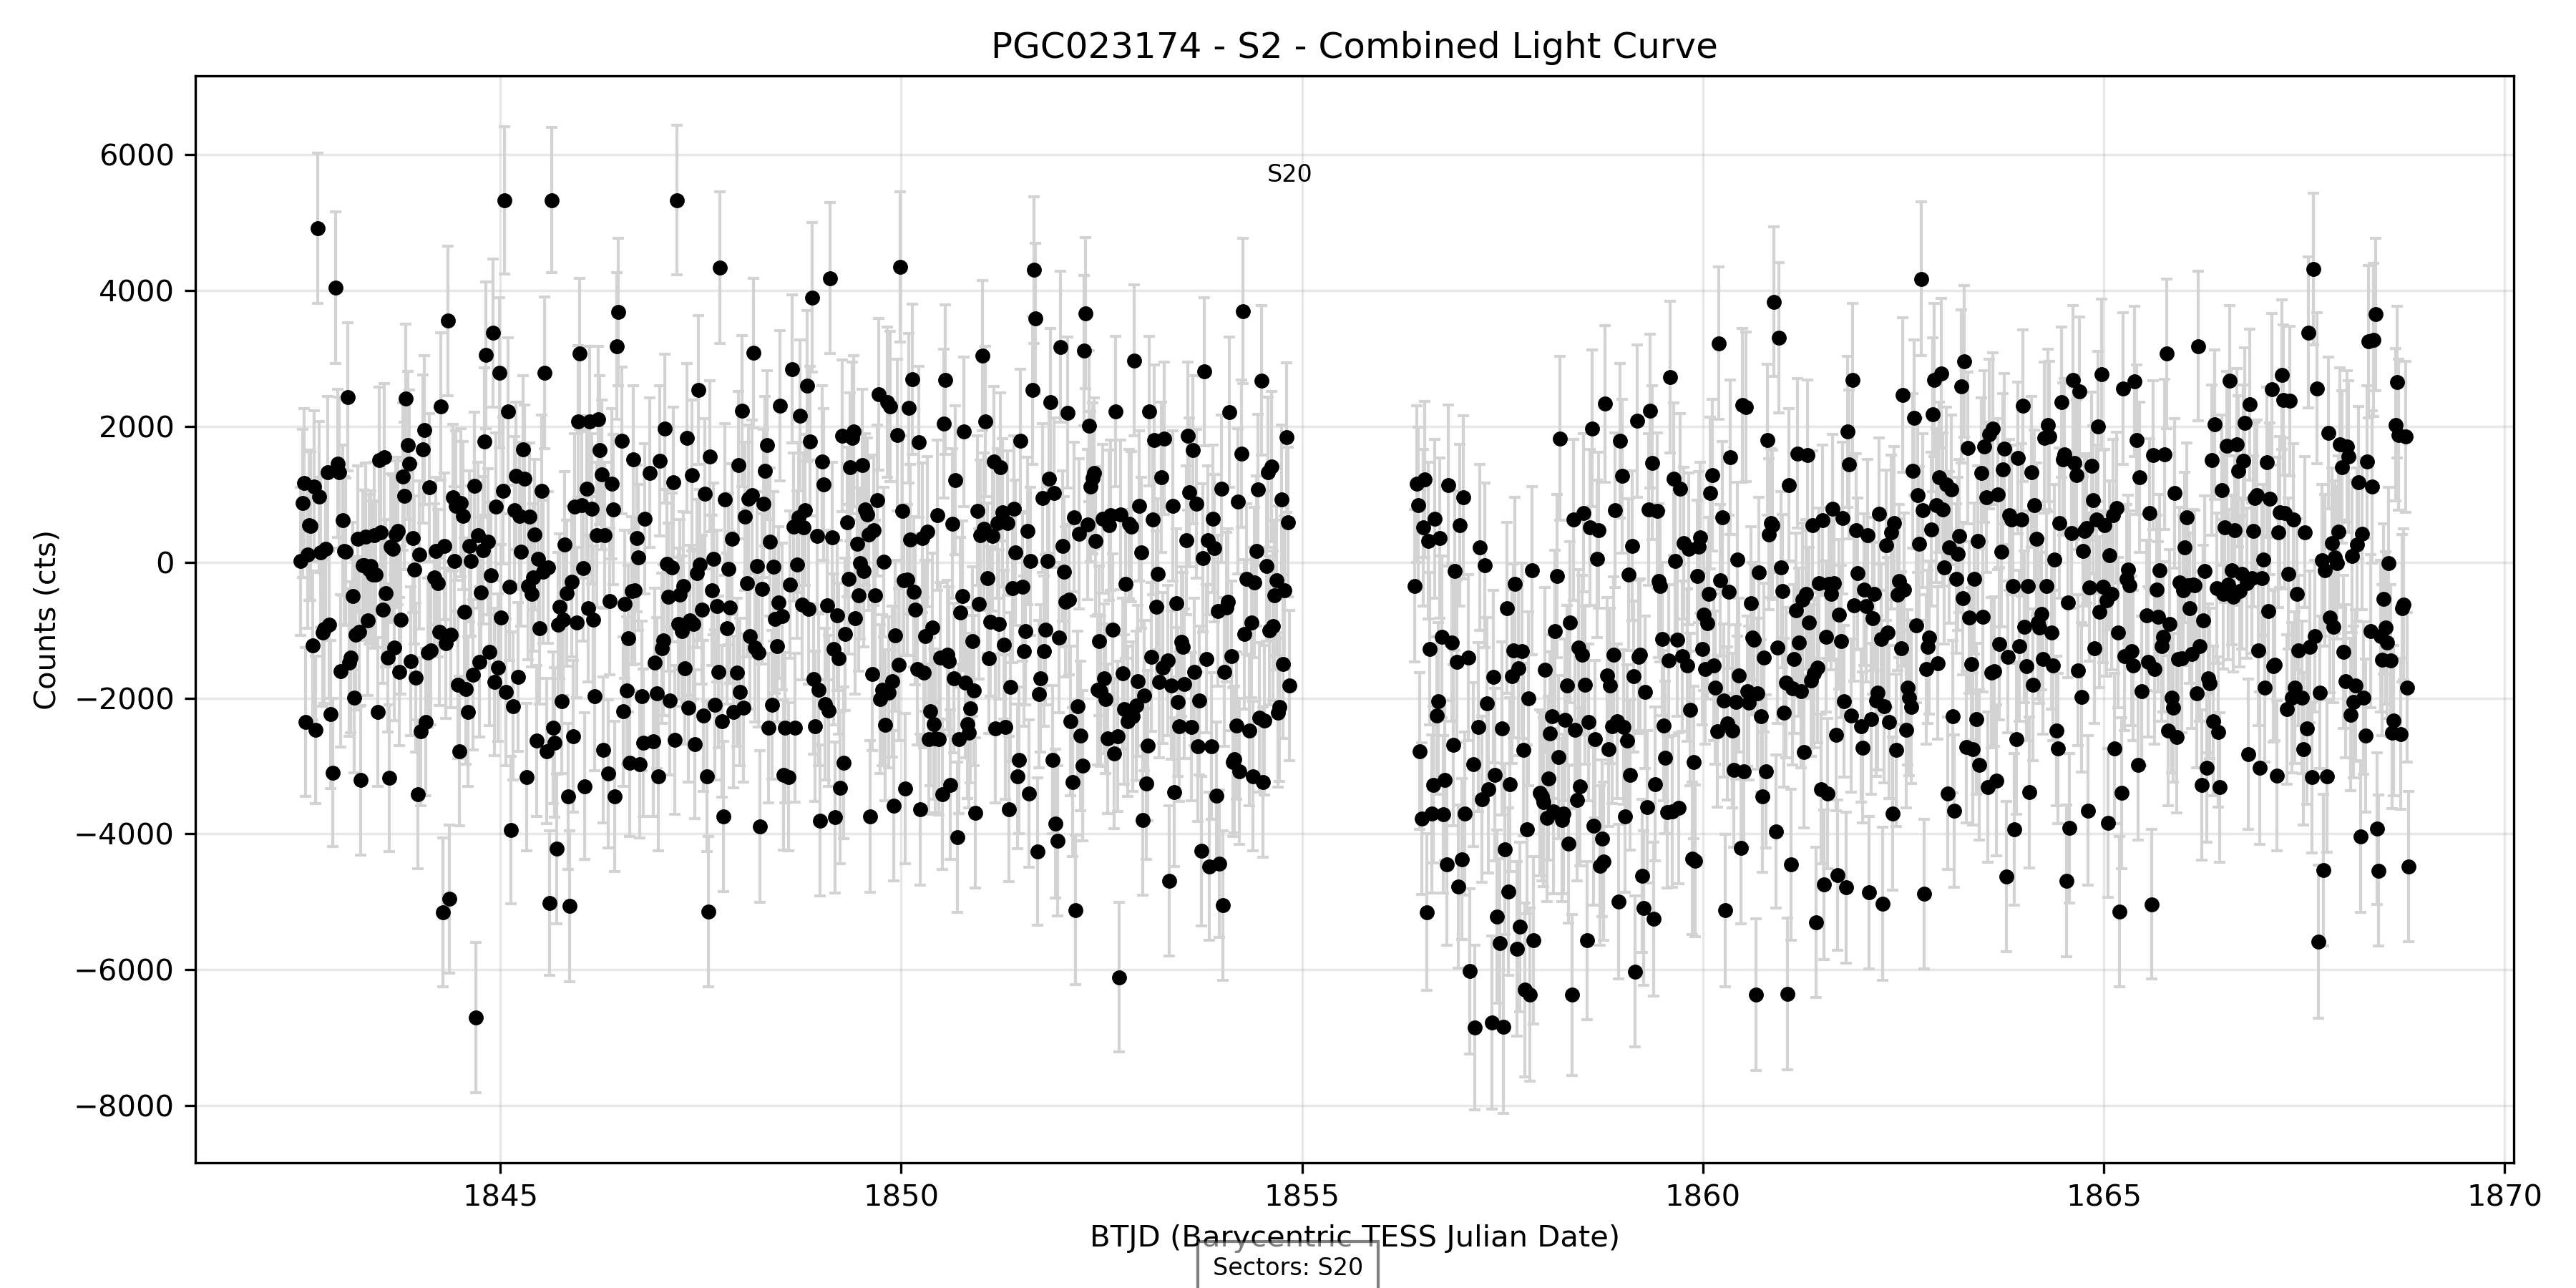 PGC023174 - S2 - Combined Light Curve
6000
4000
2000
0
−2000
−4000
−6000
−8000
Counts (cts)
S20
1845
1850
1855
1860
1865
1870
BTJD (Barycentric TESS Julian Date)
Sectors: S20